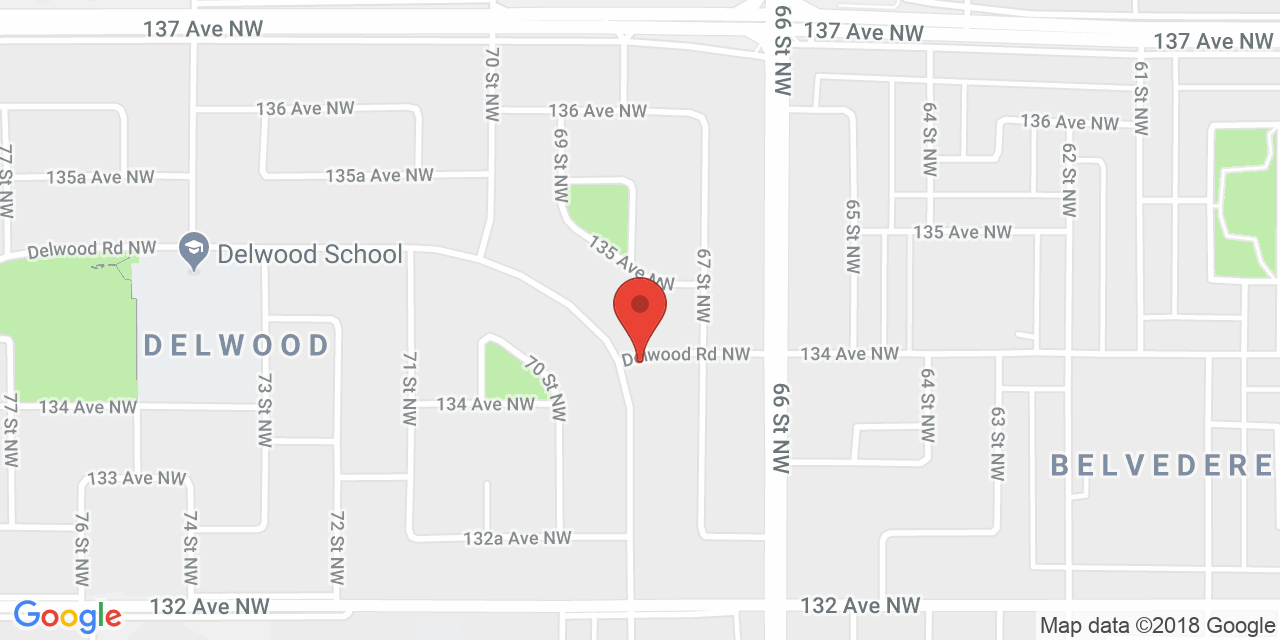 137 Ave NW
66 St NW
137 Ave NW
137 Ave NW
70 St NW
61 St NW
136 Ave NW
136 Ave NW
64 St NW
136 Ave NW
69 St NW
77 St NW
135a Ave NW
135a Ave NW
62 St NW
65 St NW
135 Ave NW
Delwood Rd NW
Delwood School
135 Ave NW
67 St NW
DELWOOD
Delwood Rd NW
134 Ave NW
71 St NW
70 St NW
73 St NW
64 St NW
66 St NW
77 St NW
134 Ave NW
134 Ave NW
63 St NW
BELVEDERE
133 Ave NW
76 St NW
74 St NW
72 St NW
132a Ave NW
132 Ave NW
132 Ave NW
Google
Map data ©2018 Google